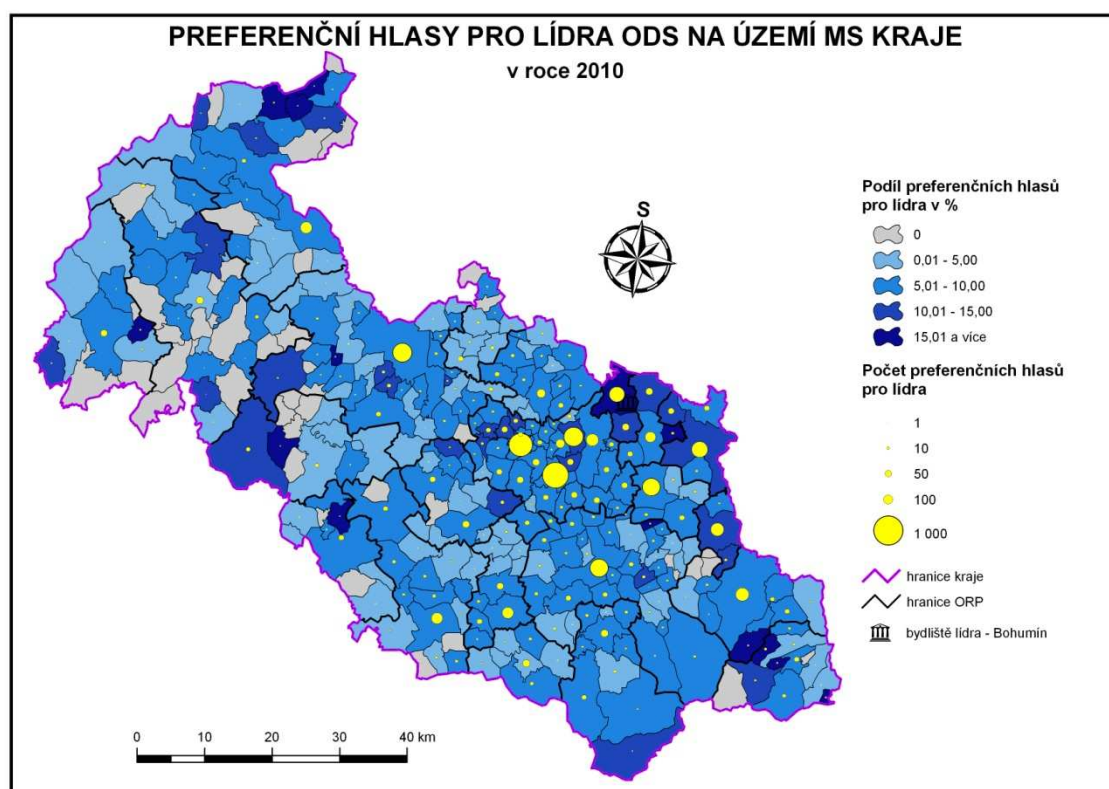 PREFERENČNÍ HLASY PRO LÍDRA ODS NA ÚZEMÍ MS KRAJE
v roce 2010
S
Podíl preferenčních hlasů
pro lídra v %
0
0,01 - 5,00
5,01 - 10,00
10,01 - 15,00
15,01 a více
Počet preferenčních hlasů
pro lídra
1
10
50
100
1 000
hranice kraje
hranice ORP
bydliště lídra - Bohumín
0 10 20 30 40 km